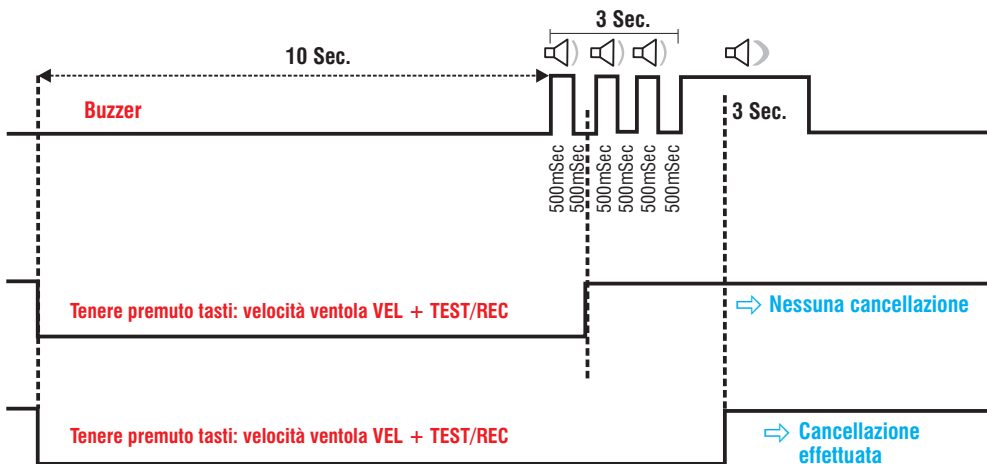 3 Sec.
10 Sec.
Buzzer
3 Sec.
500mSec
500mSec
500mSec
500mSec
500mSec
500mSec
Tenere premuto tasti: velocità ventola VEL + TEST/REC
Nessuna cancellazione
Tenere premuto tasti: velocità ventola VEL + TEST/REC
Cancellazione
effettuata